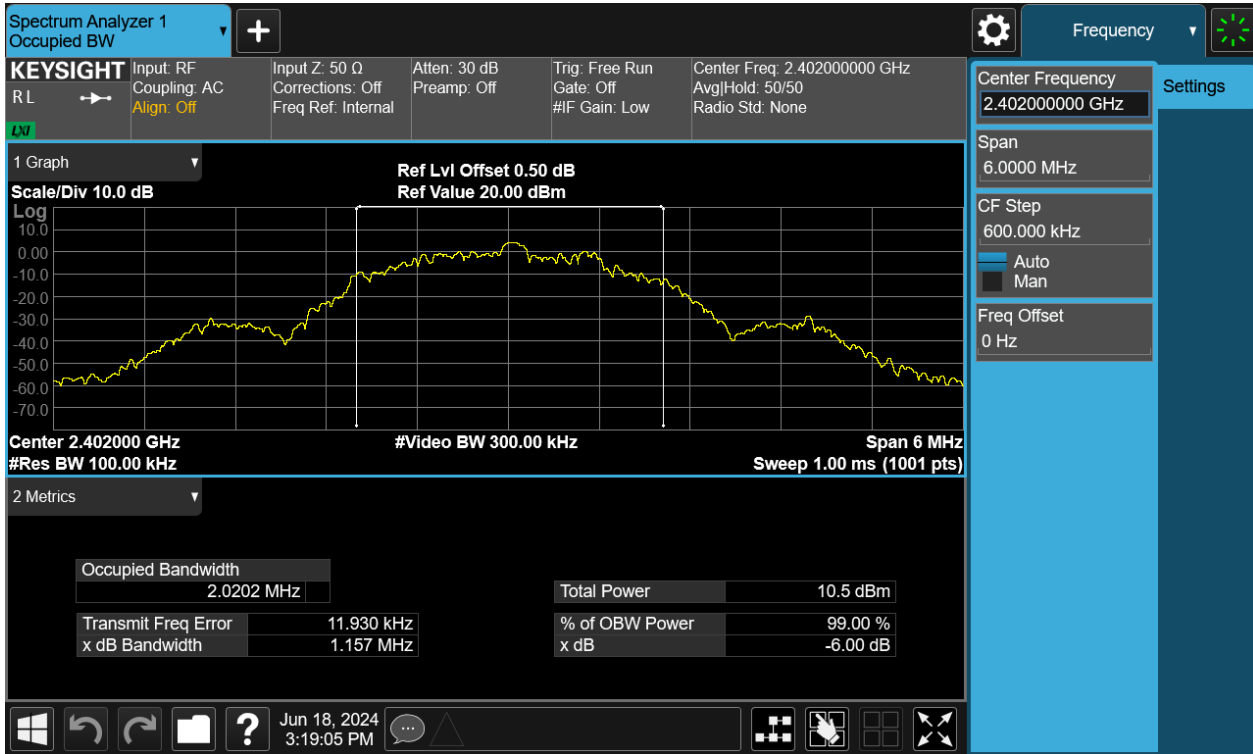 Spectrum Analyzer 1
Occupied BW
Frequency
KEYSIGHT
RL
LXI
Input: RF
Coupling: AC
Align: Off
Input Z: 50 Ω
Corrections: Off
Freq Ref: Internal
Atten: 30 dB
Preamp: Off
Trig: Free Run
Gate: Off
#IF Gain: Low
Center Freq: 2.402000000 GHz
Avg|Hold: 50/50
Radio Std: None
Center Frequency
2.402000000 GHz
Settings
Span
6.0000 MHz
CF Step
600.000 kHz
Auto
Man
Freq Offset
0 Hz
1 Graph
Scale/Div 10.0 dB
Ref Lvl Offset 0.50 dB
Ref Value 20.00 dBm
Log
10.0
0.00
-10.0
-20.0
-30.0
-40.0
-50.0
-60.0
-70.0
Center 2.402000 GHz
#Video BW 300.00 kHz
Span 6 MHz
#Res BW 100.00 kHz
Sweep 1.00 ms (1001 pts)
2 Metrics
Occupied Bandwidth
2.0202 MHz
Total Power 10.5 dBm
Transmit Freq Error 11.930 kHz
% of OBW Power 99.00 %
x dB Bandwidth 1.157 MHz
x dB -6.00 dB
?
Jun 18, 2024
3:19:05 PM